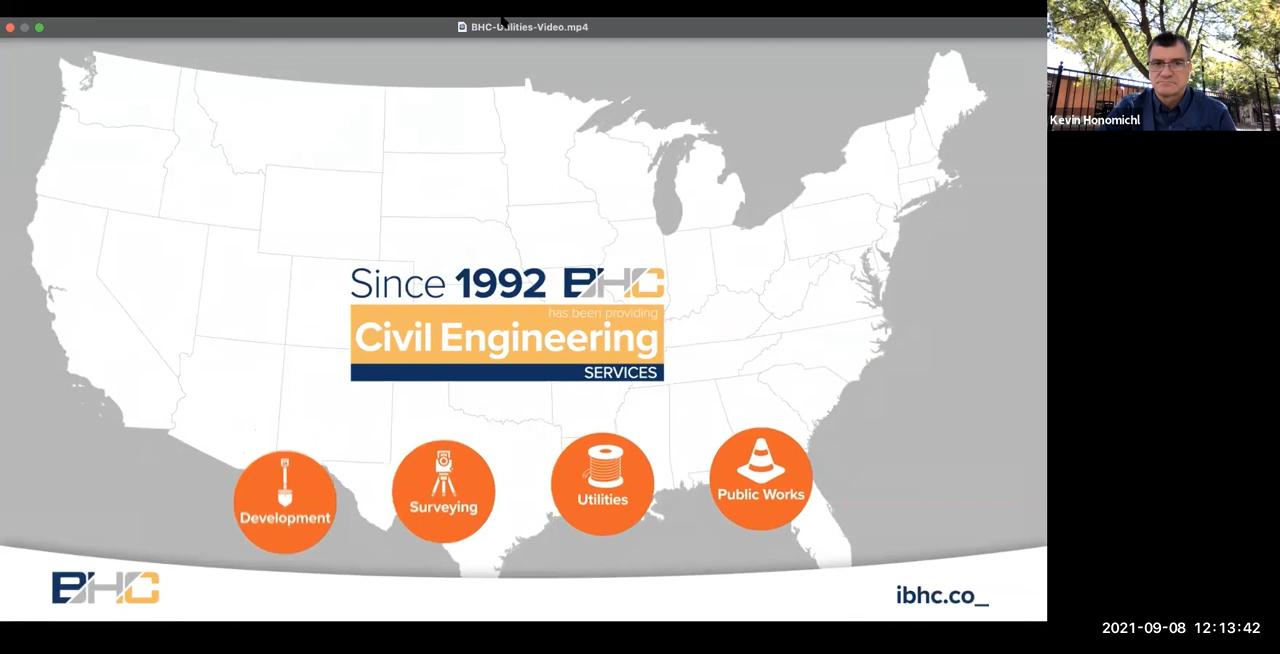 BHC-Utilities-Video.mp4
Kevin Honomichl
Since 1992 BHC
has been providing
Civil Engineering
SERVICES
Development
Surveying
Utilities
Public Works
BHC
ibhc.co_
2021-09-08 12:13:42